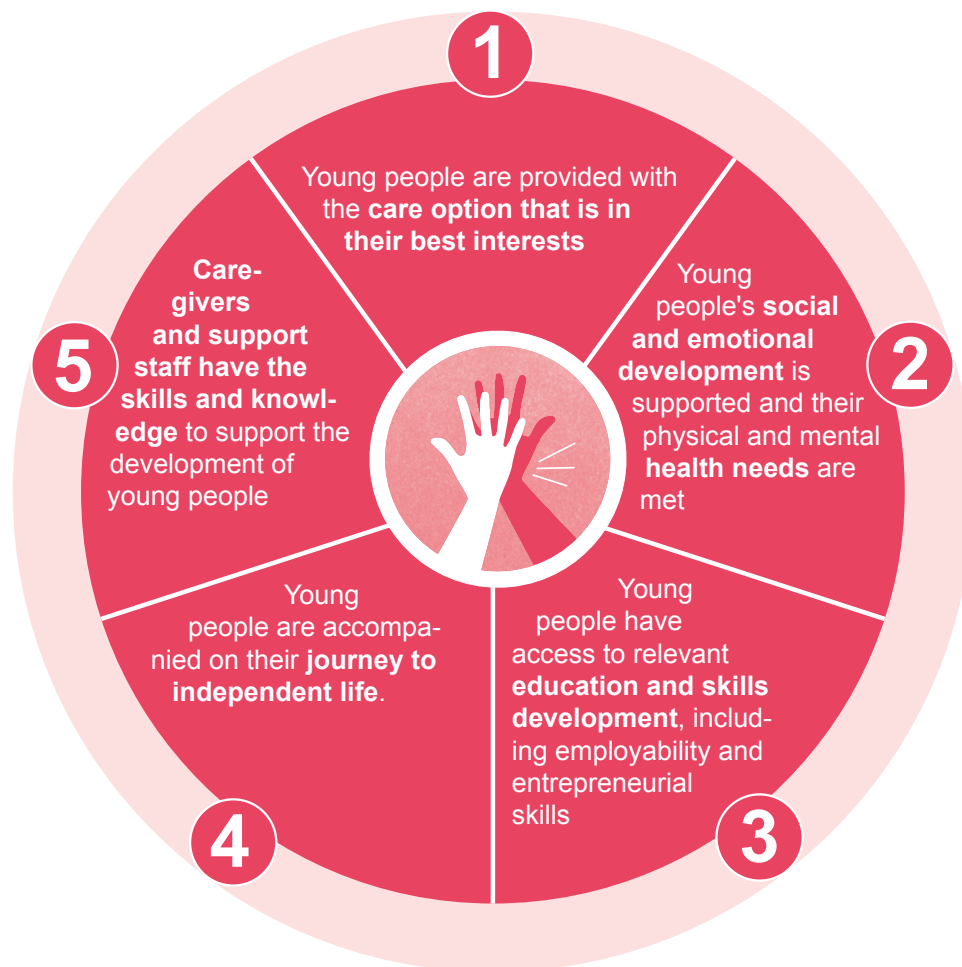 1
Young people are provided with
the care option that is in
their best interests
2
Young
people's social
and emotional
development is
supported and their
physical and mental
health needs are
met
3
Young
people have
access to relevant
education and skills
development, includ-
ing employability and
entrepreneurial
skills
4
Young
people are accompa-
nied on their journey to
independent life.
5
Care-
givers
and support
staff have the
skills and knowl-
edge to support the
development of
young people